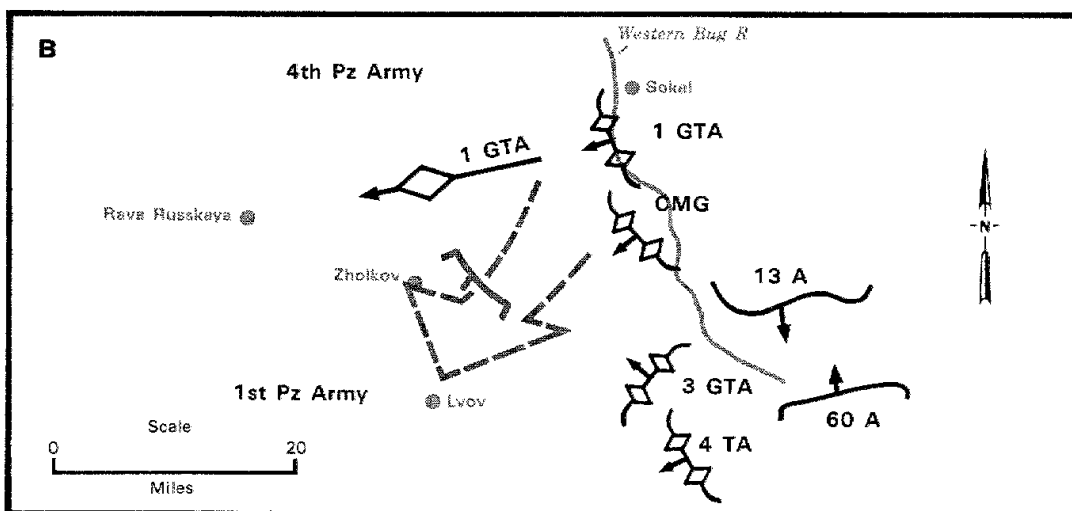 B
Western Bug R
4th Pz Army
Sokal
1 GTA
1 GTA
CMG
Rava Russkaya
N
Zholkov
13 A
1st Pz Army
3 GTA
Lvov
60 A
4 TA
Scale
0 20
Miles